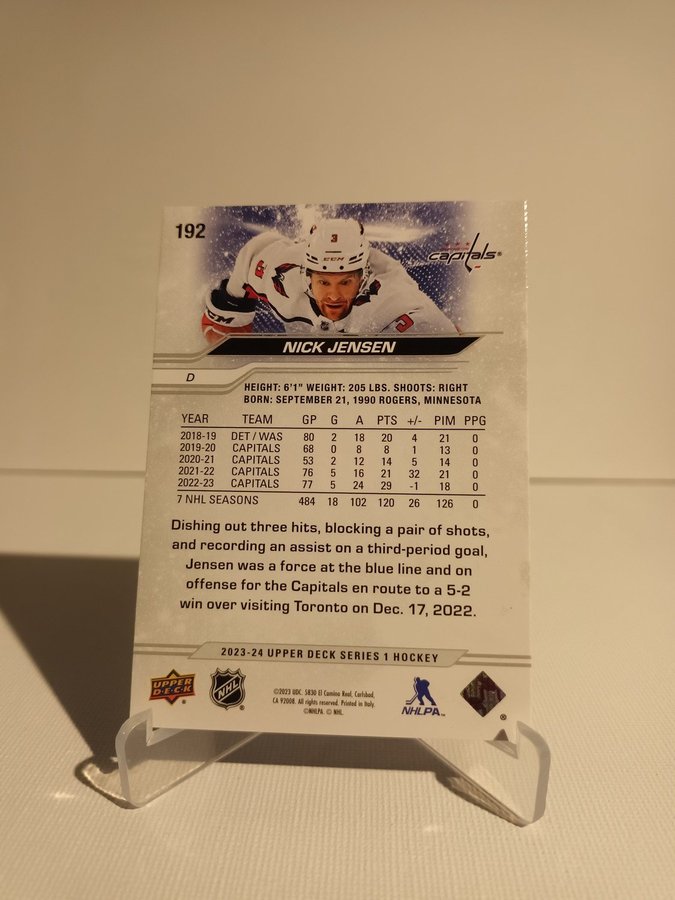 192
3
CCM
3
3
CCM
capitals®
NICK JENSEN
D
HEIGHT: 6'1" WEIGHT: 205 LBS. SHOOTS: RIGHT
BORN: SEPTEMBER 21, 1990 ROGERS, MINNESOTA
YEAR TEAM GP G A PTS +/- PIM PPG
2018-19 DET / WAS 80 2 18 20 4 21 0
2019-20 CAPITALS 68 0 8 8 1 13 0
2020-21 CAPITALS 53 2 12 14 5 14 0
2021-22 CAPITALS 76 5 16 21 32 21 0
2022-23 CAPITALS 77 5 24 29 -1 18 0
7 NHL SEASONS 484 18 102 120 26 126 0
Dishing out three hits, blocking a pair of shots,
and recording an assist on a third-period goal,
Jensen was a force at the blue line and on
offense for the Capitals en route to a 5-2
win over visiting Toronto on Dec. 17, 2022.
2023-24 UPPER DECK SERIES 1 HOCKEY
UPPER
DECK
®
NHL
®
©2023 UDC. 5830 El Camino Real, Carlsbad,
CA 92008. All rights reserved. Printed in Italy.
©NHLPA. © NHL.
NHLPA™
®